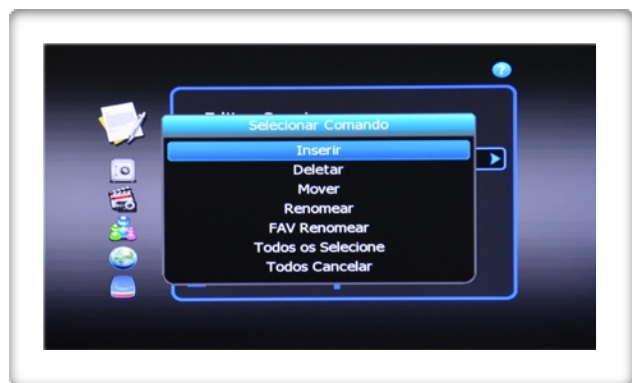 ?
Selecionar Comando
Inserir
Deletar
Mover
Renomear
FAV Renomear
Todos os Selecione
Todos Cancelar